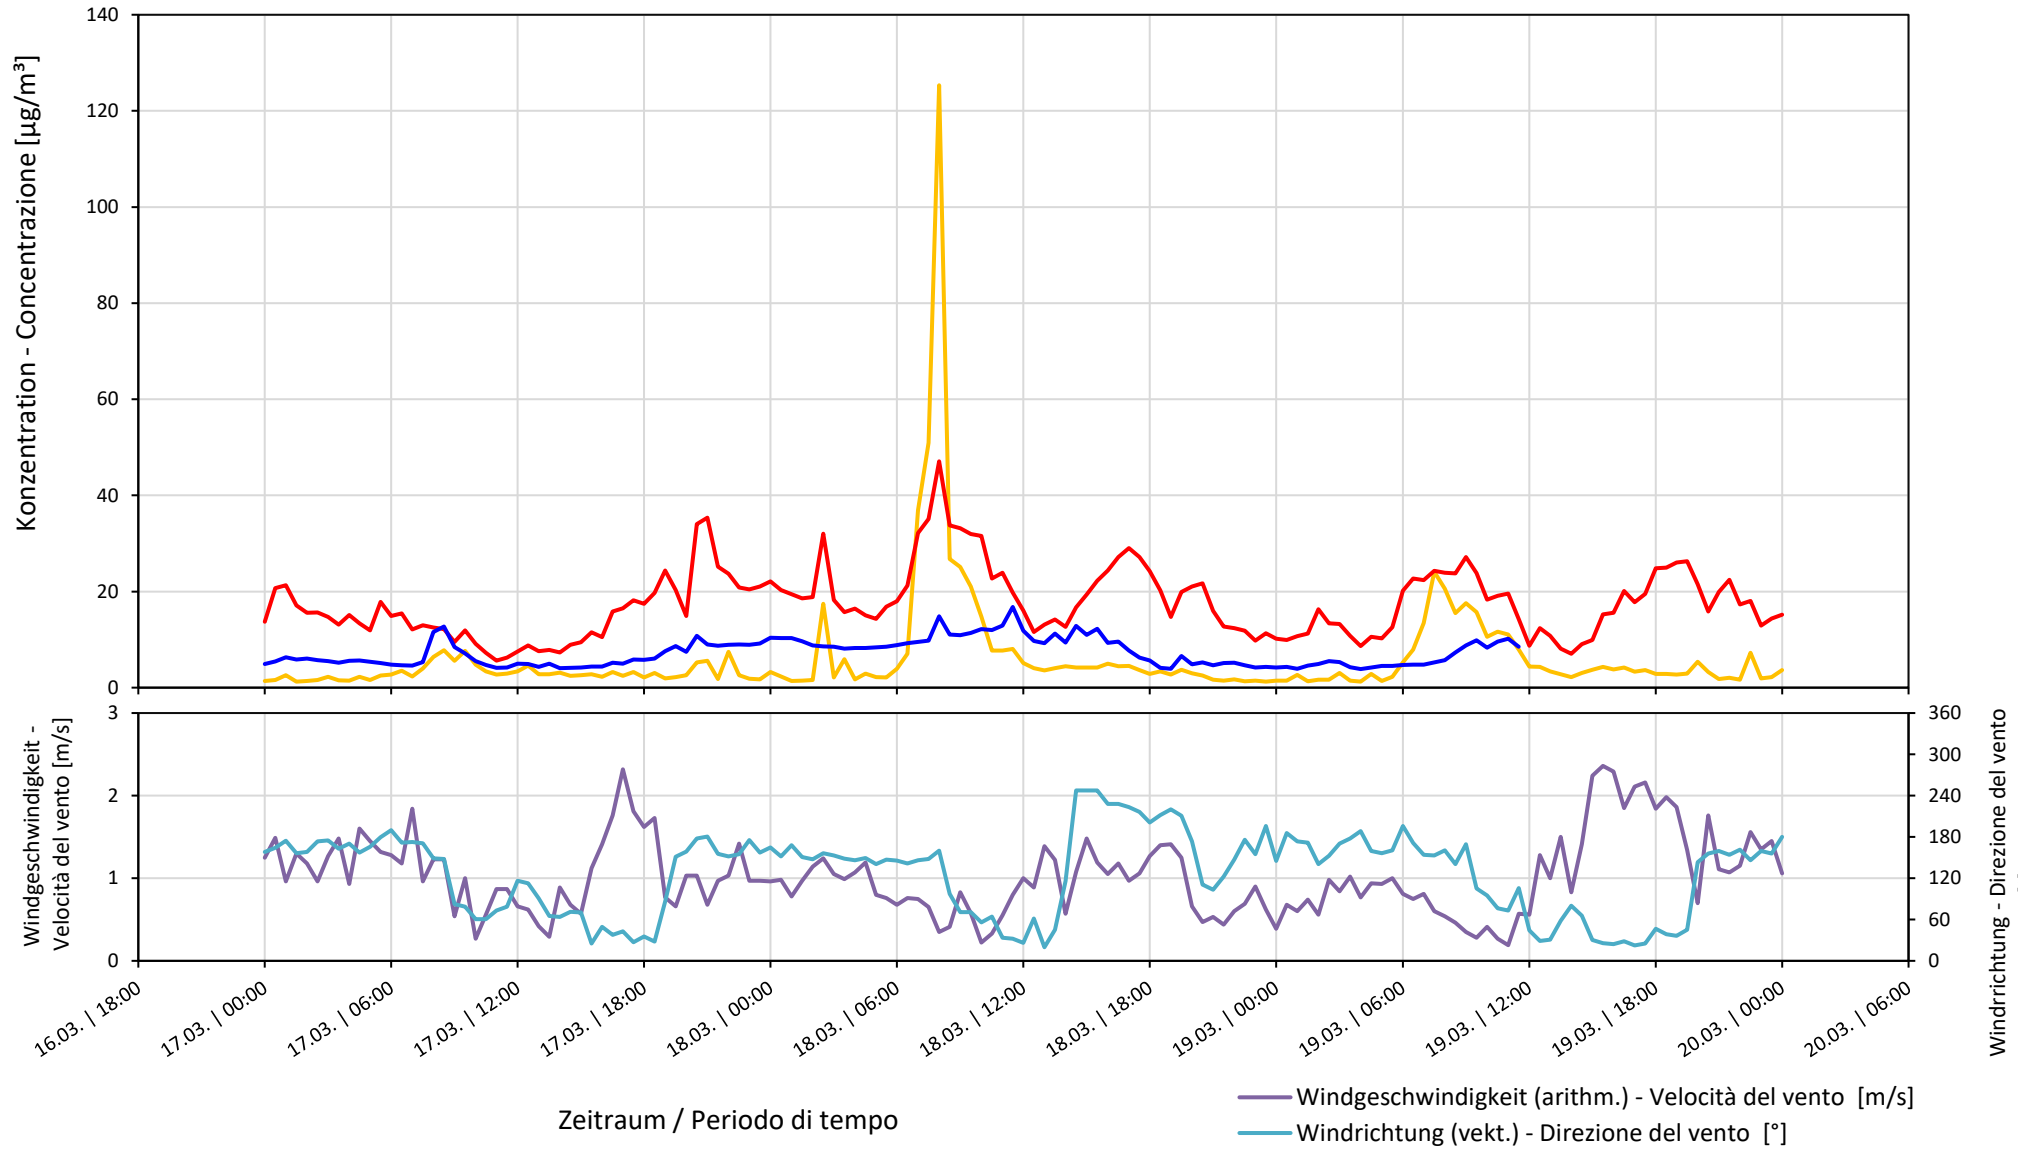 Konzentration - Concentrazione [µg/m³]
140
120
100
80
60
40
20
0
Windgeschwindigkeit -
Velocità del vento [m/s]
3
2
1
0
360
300
240
180
120
60
0
Windrrichtung - Direzione del vento
16.03. | 18:00
17.03. | 00:00
17.03. | 06:00
17.03. | 12:00
17.03. | 18:00
18.03. | 00:00
18.03. | 06:00
18.03. | 12:00
18.03. | 18:00
19.03. | 00:00
19.03. | 06:00
19.03. | 12:00
19.03. | 18:00
20.03. | 00:00
20.03. | 06:00
Zeitraum / Periodo di tempo
Windgeschwindigkeit (arithm.) - Velocità del vento [m/s]
Windrichtung (vekt.) - Direzione del vento [°]